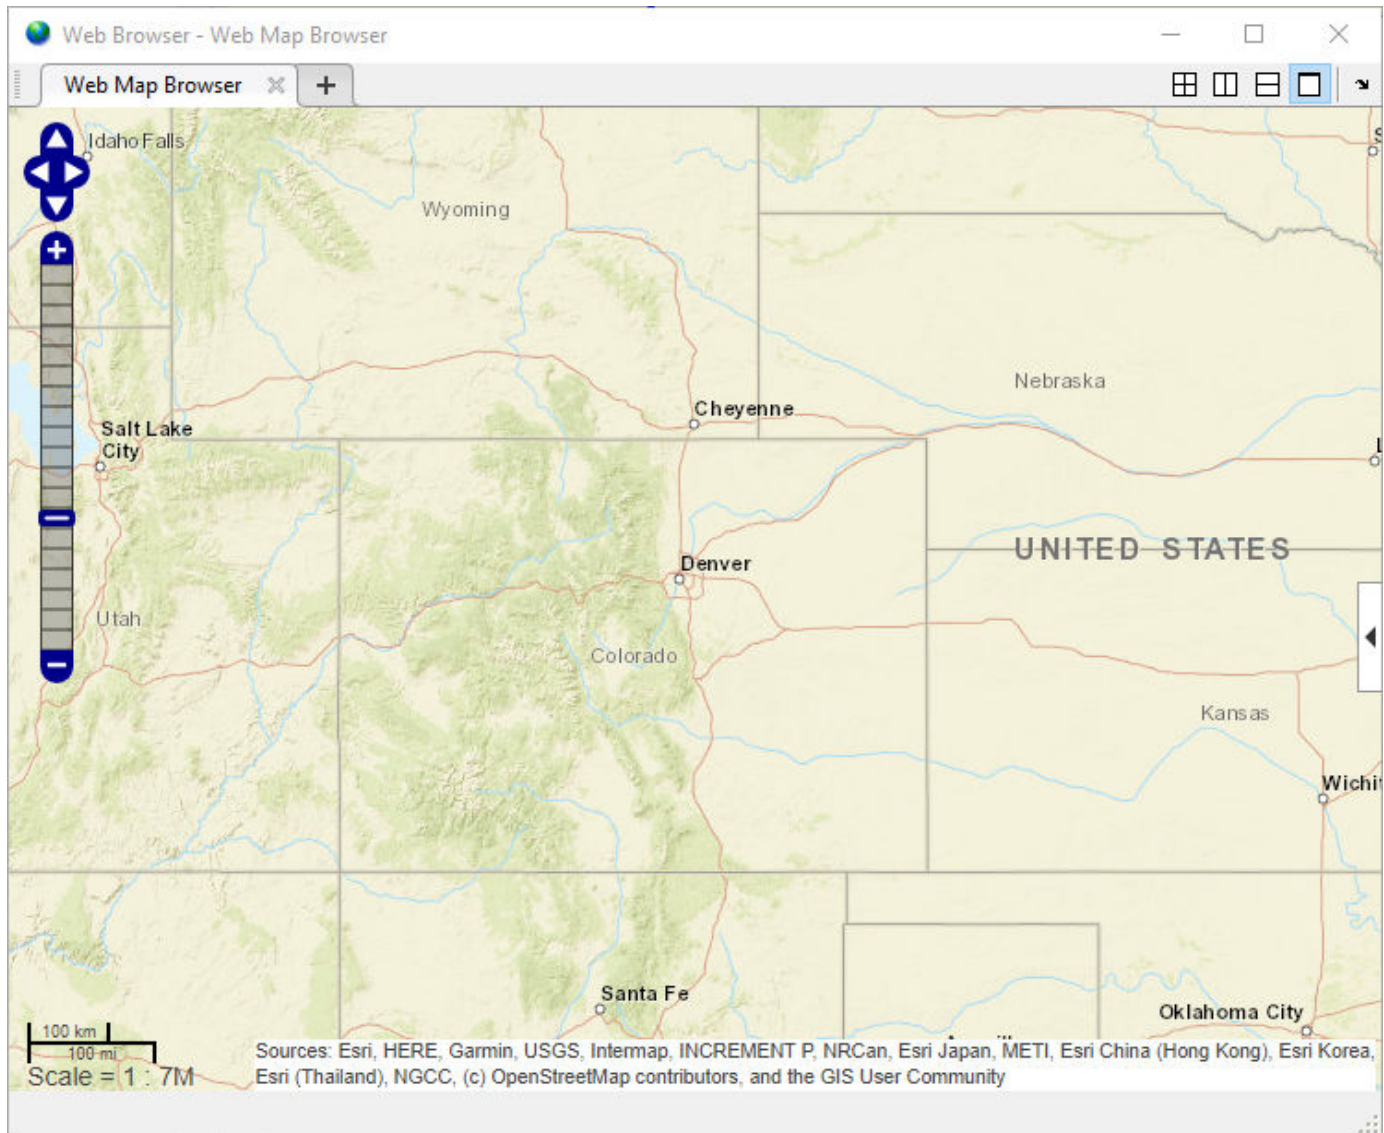 Web Browser - Web Map Browser
Web Map Browser
Idaho Falls
Wyoming
Nebraska
Cheyenne
Salt Lake
City
UNITED STATES
Denver
Utah
Colorado
Kansas
Wichit
Santa Fe
Oklahoma City
100 km
100 mi
Scale = 1 : 7M
Sources: Esri, HERE, Garmin, USGS, Intermap, INCREMENT P, NRCan, Esri Japan, METI, Esri China (Hong Kong), Esri Korea,
Esri (Thailand), NGCC, (c) OpenStreetMap contributors, and the GIS User Community